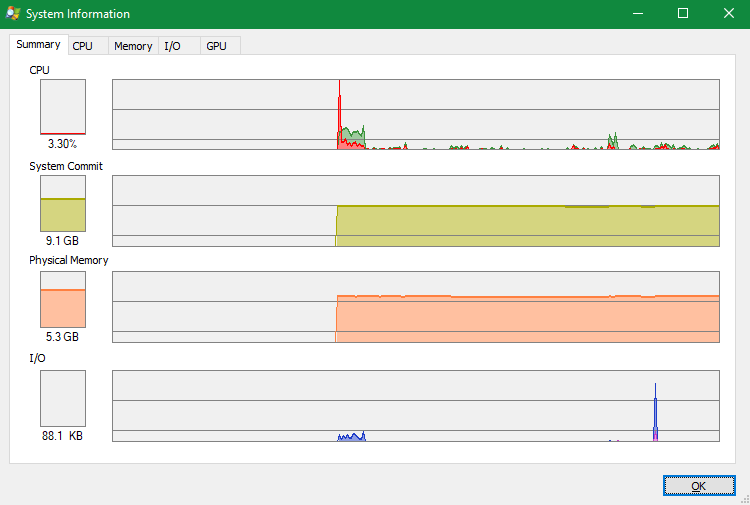 System Information
Summary CPU Memory I/O GPU
CPU
3.30%
System Commit
9.1 GB
Physical Memory
5.3 GB
I/O
88.1 KB
OK